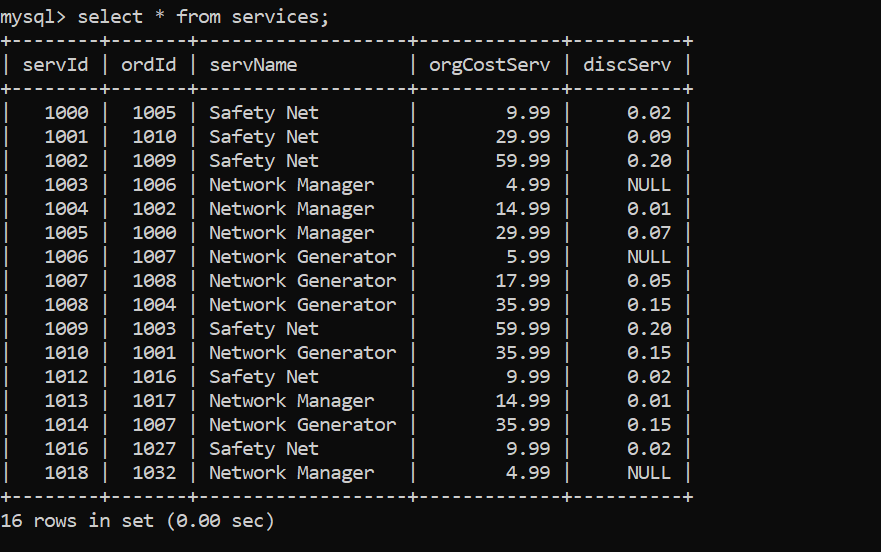 mysql> select * from services;
+--------+-------+-------------------+-------------+----------+
| servId | ordId | servName          | orgCostServ | discServ |
+--------+-------+-------------------+-------------+----------+
|   1000 |  1005 | Safety Net        |        9.99 |     0.02 |
|   1001 |  1010 | Safety Net        |       29.99 |     0.09 |
|   1002 |  1009 | Safety Net        |       59.99 |     0.20 |
|   1003 |  1006 | Network Manager   |        4.99 |     NULL |
|   1004 |  1002 | Network Manager   |       14.99 |     0.01 |
|   1005 |  1000 | Network Manager   |       29.99 |     0.07 |
|   1006 |  1007 | Network Generator |        5.99 |     NULL |
|   1007 |  1008 | Network Generator |       17.99 |     0.05 |
|   1008 |  1004 | Network Generator |       35.99 |     0.15 |
|   1009 |  1003 | Safety Net        |       59.99 |     0.20 |
|   1010 |  1001 | Network Generator |       35.99 |     0.15 |
|   1012 |  1016 | Safety Net        |        9.99 |     0.02 |
|   1013 |  1017 | Network Manager   |       14.99 |     0.01 |
|   1014 |  1007 | Network Generator |       35.99 |     0.15 |
|   1016 |  1027 | Safety Net        |        9.99 |     0.02 |
|   1018 |  1032 | Network Manager   |        4.99 |     NULL |
+--------+-------+-------------------+-------------+----------+
16 rows in set (0.00 sec)